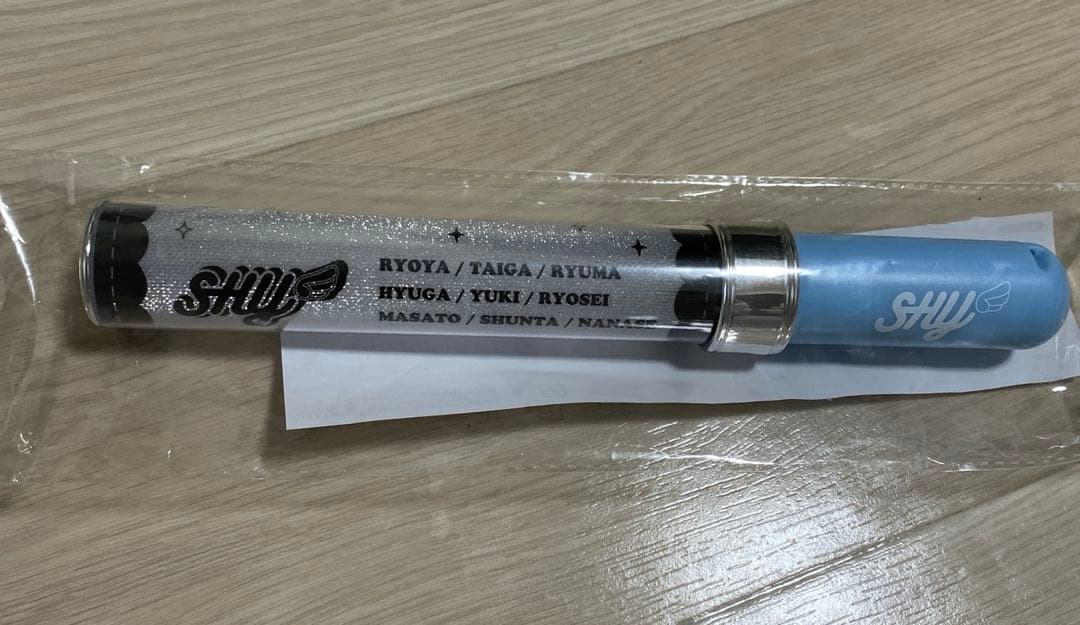 SHY
RYOYA / TAIGA / RYUMA
HYUGA / YUKI / RYOSEI
MASATO / SHUNTA / NANASE
SHY